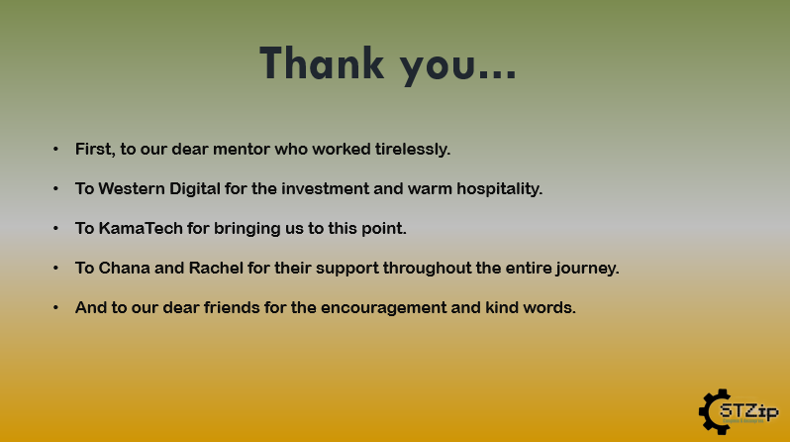 Thank you...
• First, to our dear mentor who worked tirelessly.
• To Western Digital for the investment and warm hospitality.
• To KamaTech for bringing us to this point.
• To Chana and Rachel for their support throughout the entire journey.
• And to our dear friends for the encouragement and kind words.
STZip